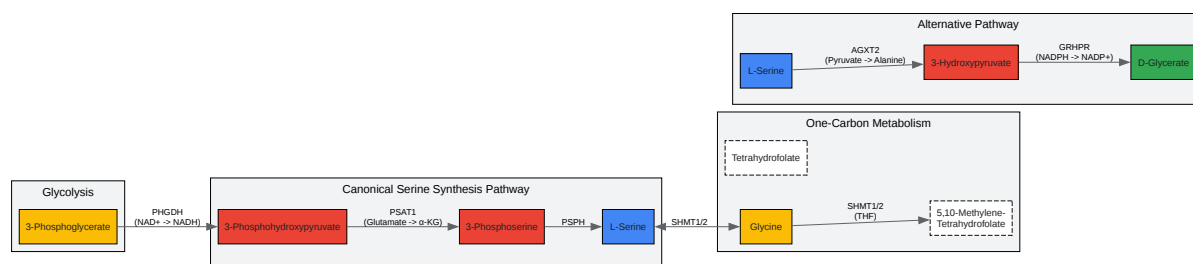 Alternative Pathway
L-Serine
AGXT2
(Pyruvate -> Alanine)
3-Hydroxypyruvate
GRHPR
(NADPH -> NADP+)
D-Glycerate
One-Carbon Metabolism
Tetrahydrofolate
Glycolysis
3-Phosphoglycerate
PHGDH
(NAD+ -> NADH)
Canonical Serine Synthesis Pathway
3-Phosphohydroxypyruvate
PSAT1
(Glutamate -> α-KG)
3-Phosphoserine
PSPH
L-Serine
SHMT1/2
Glycine
SHMT1/2
(THF)
5,10-Methylene-
Tetrahydrofolate